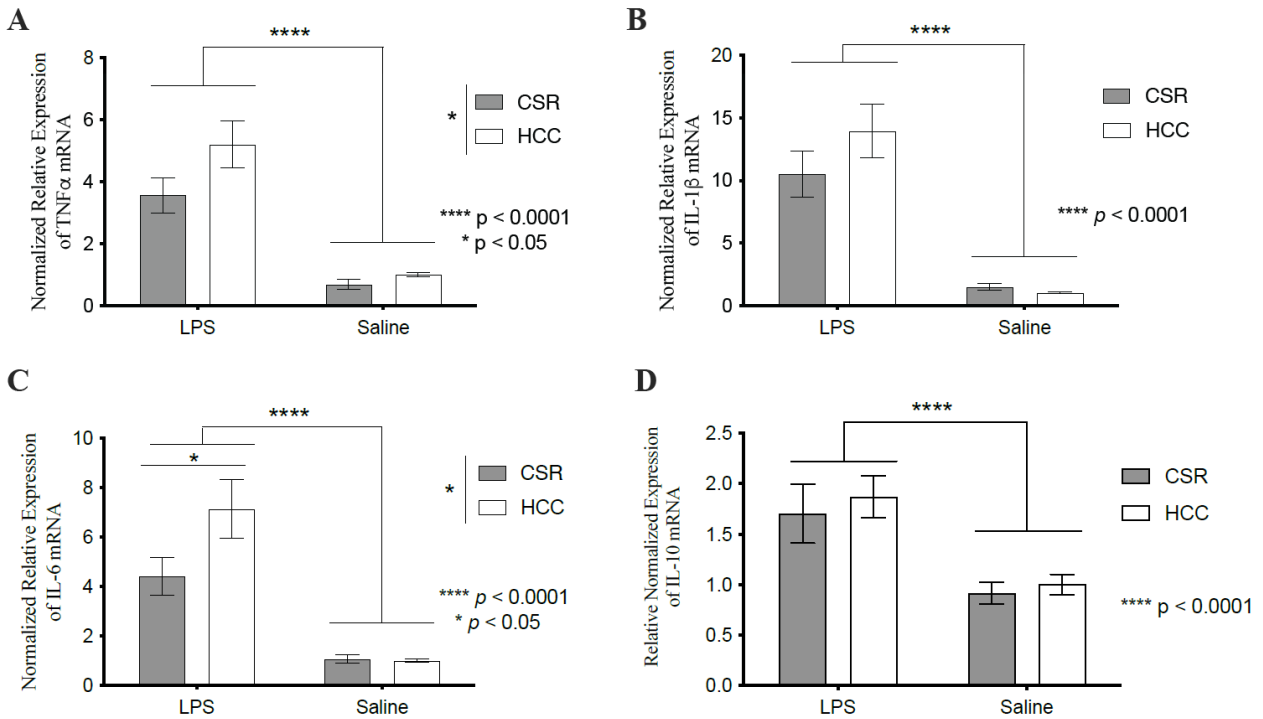 A
****
Normalized Relative Expression
of TNFα mRNA
8
6
4
2
0
CSR
HCC
*
**** p < 0.0001
* p < 0.05
LPS
Saline
B
****
Normalized Relative Expression
of IL-1β mRNA
20
15
10
5
0
CSR
HCC
**** p < 0.0001
LPS
Saline
C
****
*
Normalized Relative Expression
of IL-6 mRNA
10
8
6
4
2
0
CSR
HCC
*
**** p < 0.0001
* p < 0.05
LPS
Saline
D
****
Relative Normalized Expression
of IL-10 mRNA
2.5
2.0
1.5
1.0
0.5
0.0
CSR
HCC
**** p < 0.0001
LPS
Saline